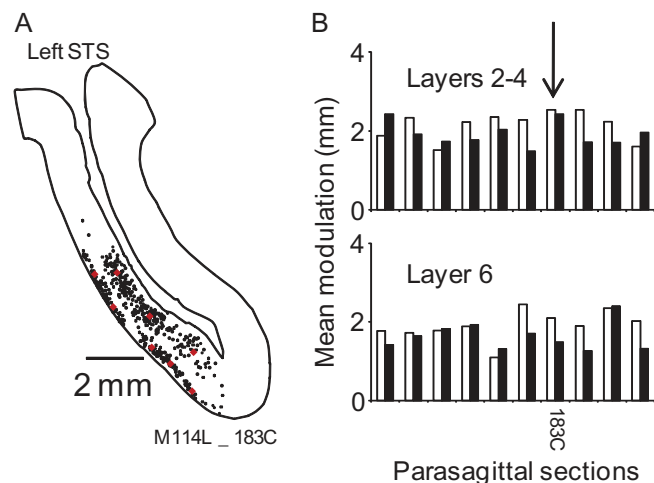 A
Left STS
2 mm
M114L _ 183C
B
Mean modulation (mm)
4
Layers 2-4
2
0
4
Layer 6
2
0
183C
Parasagittal sections